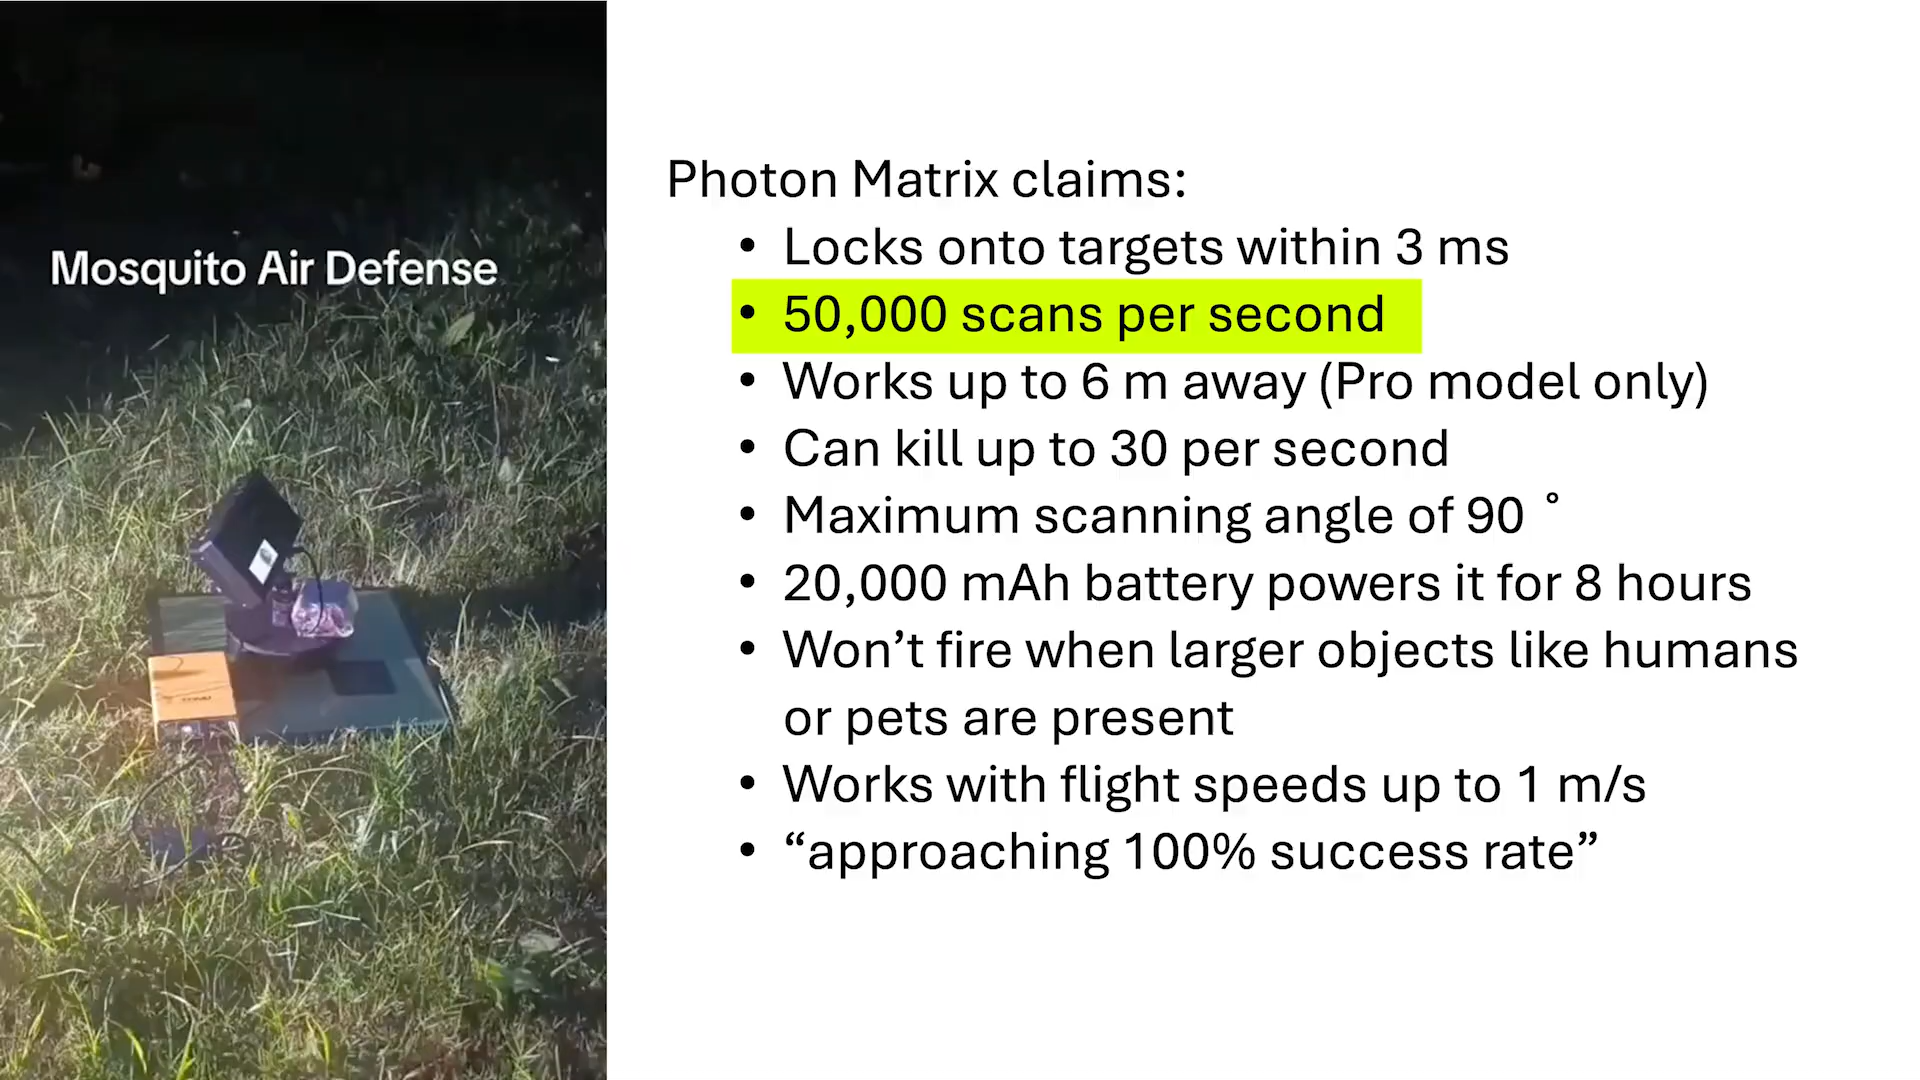 Mosquito Air Defense
Photon Matrix claims:
• Locks onto targets within 3 ms
• 50,000 scans per second
• Works up to 6 m away (Pro model only)
• Can kill up to 30 per second
• Maximum scanning angle of 90 °
• 20,000 mAh battery powers it for 8 hours
• Won’t fire when larger objects like humans
or pets are present
• Works with flight speeds up to 1 m/s
• “approaching 100% success rate”